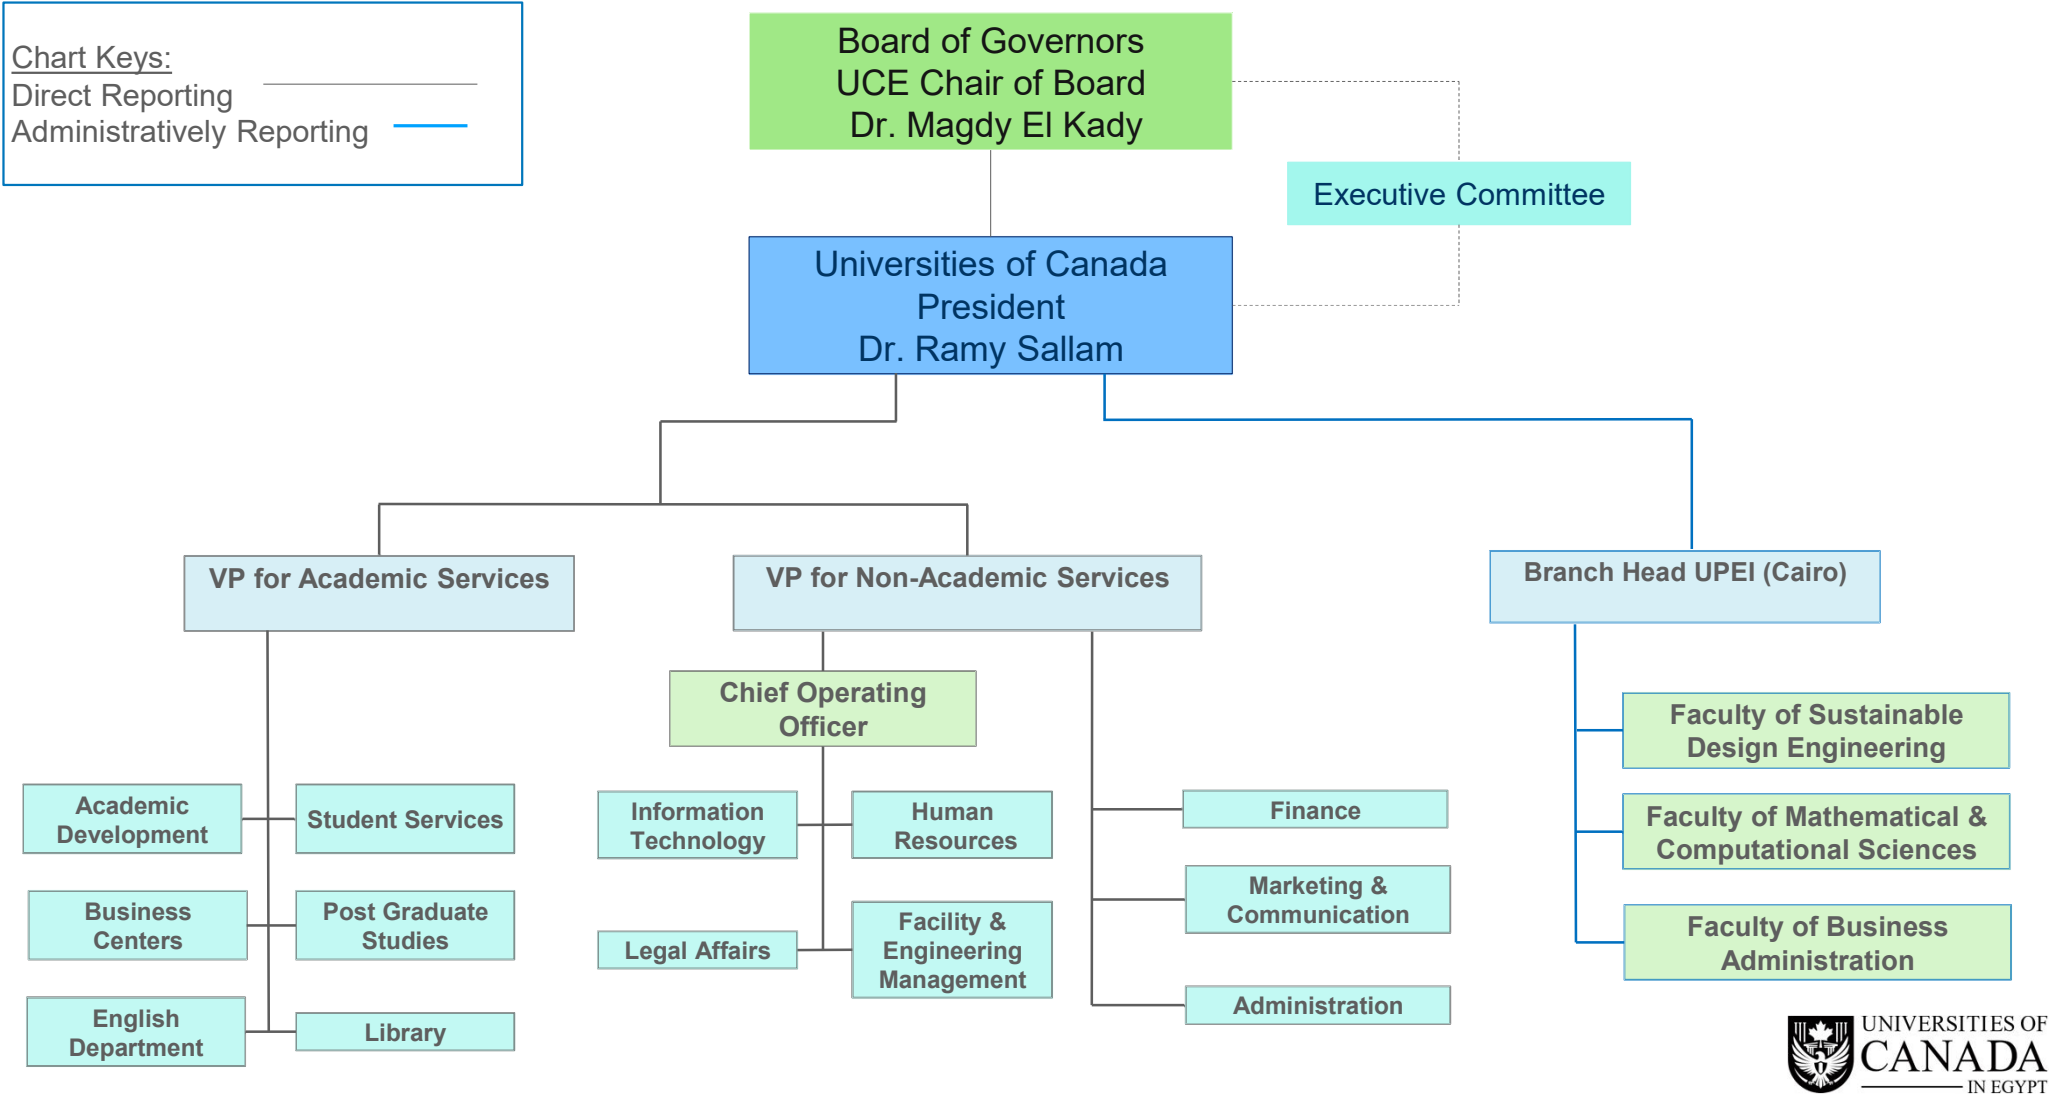 Chart Keys:
Direct Reporting
Administratively Reporting
Board of Governors
UCE Chair of Board
Dr. Magdy El Kady
Executive Committee
Universities of Canada
President
Dr. Ramy Sallam
VP for Academic Services
VP for Non-Academic Services
Branch Head UPEI (Cairo)
Academic
Development
Student Services
Business
Centers
Post Graduate
Studies
English
Department
Library
Chief Operating
Officer
Information
Technology
Human
Resources
Legal Affairs
Facility &
Engineering
Management
Finance
Marketing &
Communication
Administration
Faculty of Sustainable
Design Engineering
Faculty of Mathematical &
Computational Sciences
Faculty of Business
Administration
UNIVERSITIES OF
CANADA
IN EGYPT